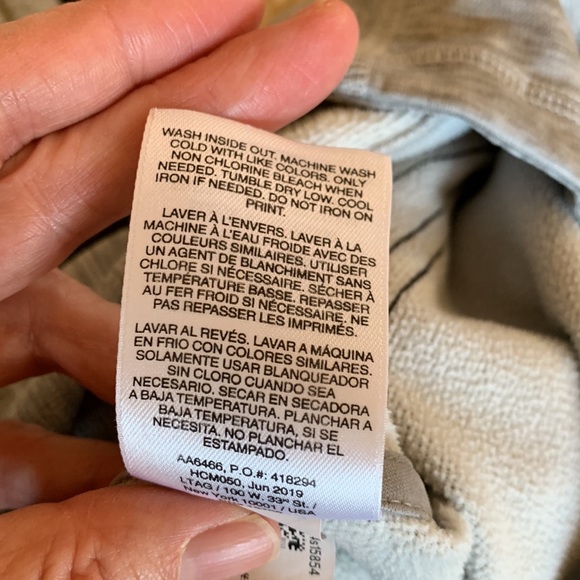 WASH INSIDE OUT. MACHINE WASH
COLD WITH LIKE COLORS. ONLY
NON CHLORINE BLEACH WHEN
NEEDED. TUMBLE DRY LOW. COOL
IRON IF NEEDED. DO NOT IRON ON
PRINT.
LAVER À L'ENVERS. LAVER À LA
MACHINE À L'EAU FROIDE AVEC DES
COULEURS SIMILAIRES. UTILISER
UN AGENT DE BLANCHIMENT SANS
CHLORE SI NÉCESSAIRE. SÉCHER À
TEMPÉRATURE BASSE. REPASSER
AU FER FROID SI NÉCESSAIRE. NE
PAS REPASSER LES IMPRIMÉS.
LAVAR AL REVÉS. LAVAR A MÁQUINA
EN FRIO CON COLORES SIMILARES.
SOLAMENTE USAR BLANQUEADOR
SIN CLORO CUANDO SEA
NECESARIO. SECAR EN SECADORA
A BAJA TEMPERATURA. PLANCHAR A
BAJA TEMPERATURA, SI SE
NECESITA. NO PLANCHAR EL
ESTAMPADO.
AA6466, P.O.#: 418294
HCM050, Jun 2019
LTAG / 100 W. 33rd St /
New York 10001 / USA